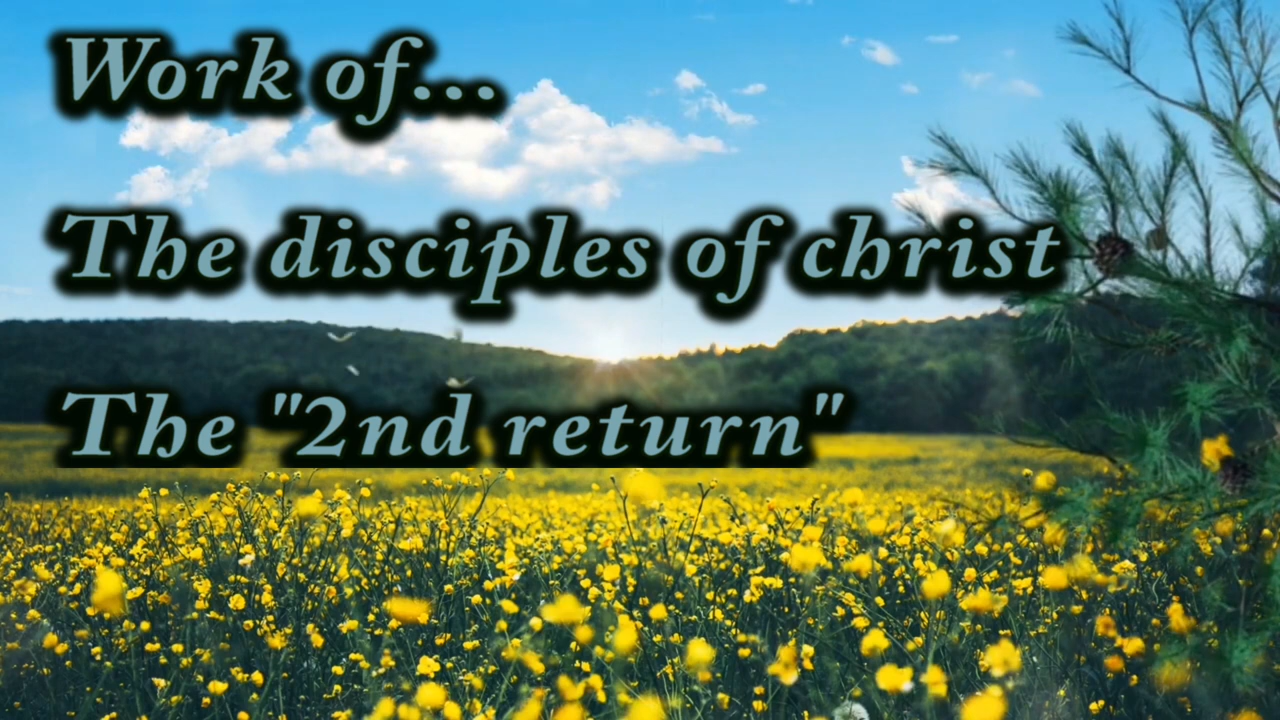 Work of...
The disciples of christ
The "2nd return"